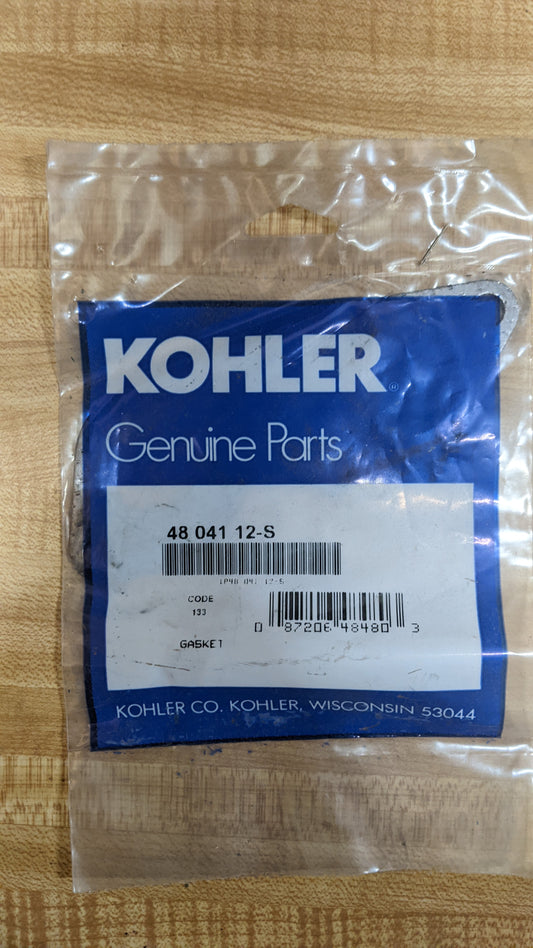 KOHLER®
Genuine Parts
48 041 12-S
1P48 041 12-S
CODE
133
0 87206 48480 3
GASKET
KOHLER CO. KOHLER, WISCONSIN 53044